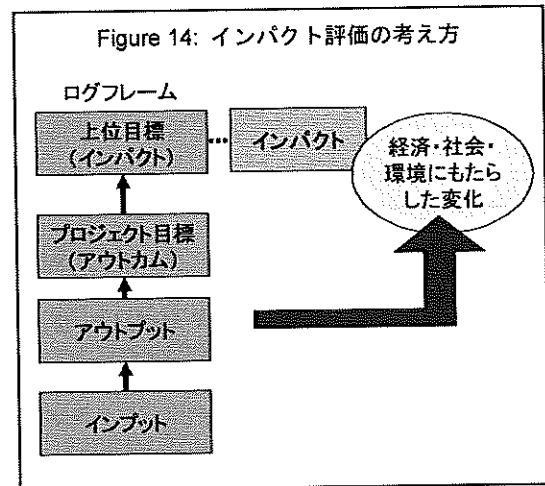 Figure 14: インパクト評価の考え方
ログフレーム
上位目標
(インパクト)
インパクト
経済・社会・
環境にもたら
した変化
プロジェクト目標
(アウトカム)
アウトプット
インプット